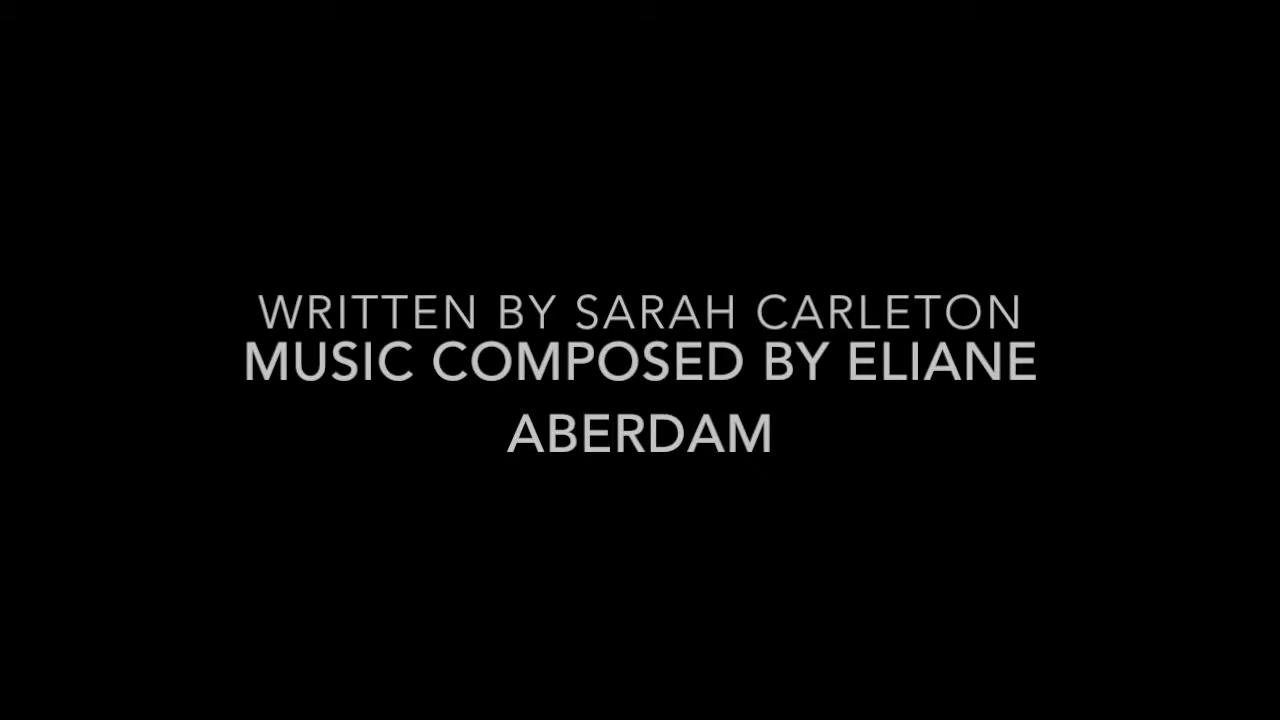 WRITTEN BY SARAH CARLETON
MUSIC COMPOSED BY ELIANE
ABERDAM